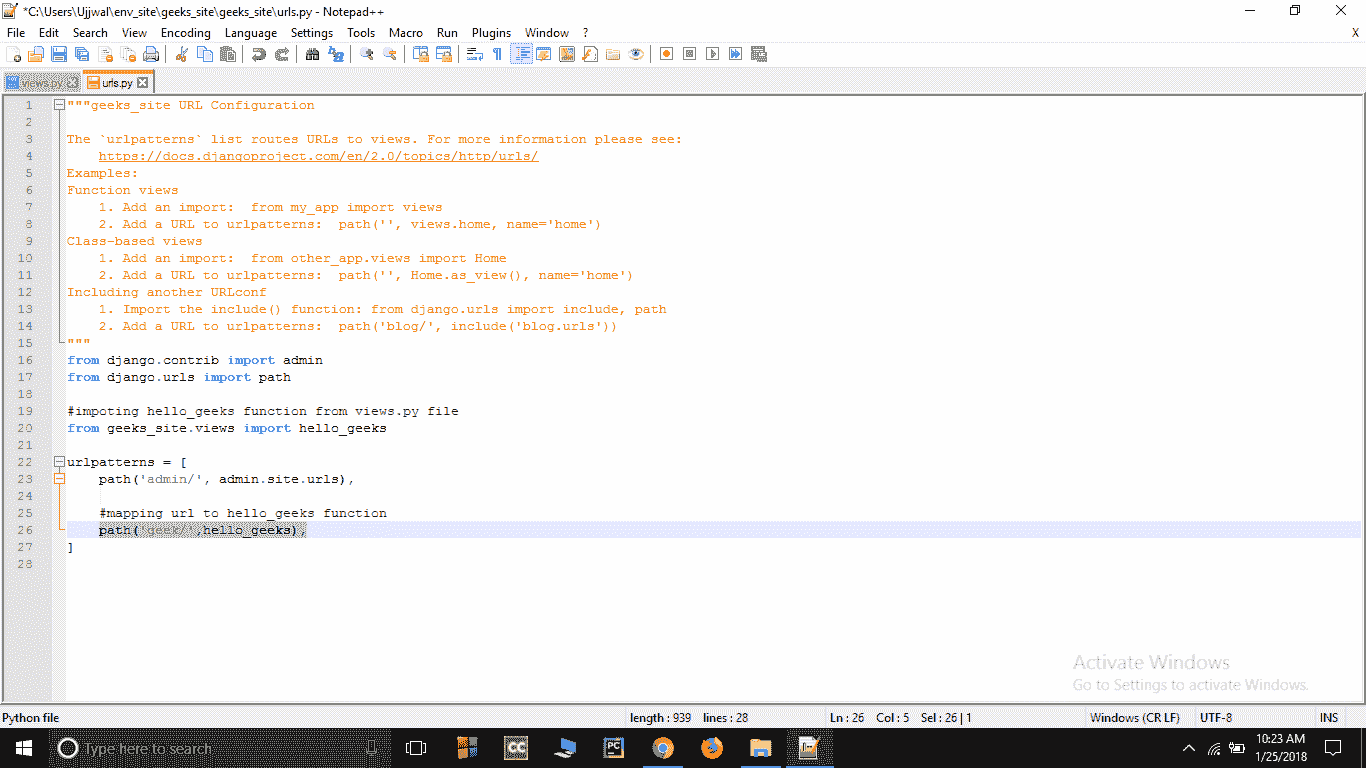 *C:\Users\Ujjwal\env_site\geeks_site\geeks_site\urls.py - Notepad++
File Edit Search View Encoding Language Settings Tools Macro Run Plugins Window ? X
views.py urls.py
1 """geeks_site URL Configuration
2
3 The `urlpatterns` list routes URLs to views. For more information please see:
4 https://docs.djangoproject.com/en/2.0/topics/http/urls/
5 Examples:
6 Function views
7 1. Add an import:  from my_app import views
8 2. Add a URL to urlpatterns:  path('', views.home, name='home')
9 Class-based views
10 1. Add an import:  from other_app.views import Home
11 2. Add a URL to urlpatterns:  path('', Home.as_view(), name='home')
12 Including another URLconf
13 1. Import the include() function: from django.urls import include, path
14 2. Add a URL to urlpatterns:  path('blog/', include('blog.urls'))
15 """
16 from django.contrib import admin
17 from django.urls import path
18
19 #impoting hello_geeks function from views.py file
20 from geeks_site.views import hello_geeks
21
22 urlpatterns = [
23 path('admin/', admin.site.urls),
24
25 #mapping url to hello_geeks function
26 path('geek/',hello_geeks),
27 ]
28
Activate Windows
Go to Settings to activate Windows.
Python file length : 939 lines : 28 Ln : 26 Col : 5 Sel : 26 | 1 Windows (CR LF) UTF-8 INS
Type here to search CC PC 10:23 AM
1/25/2018